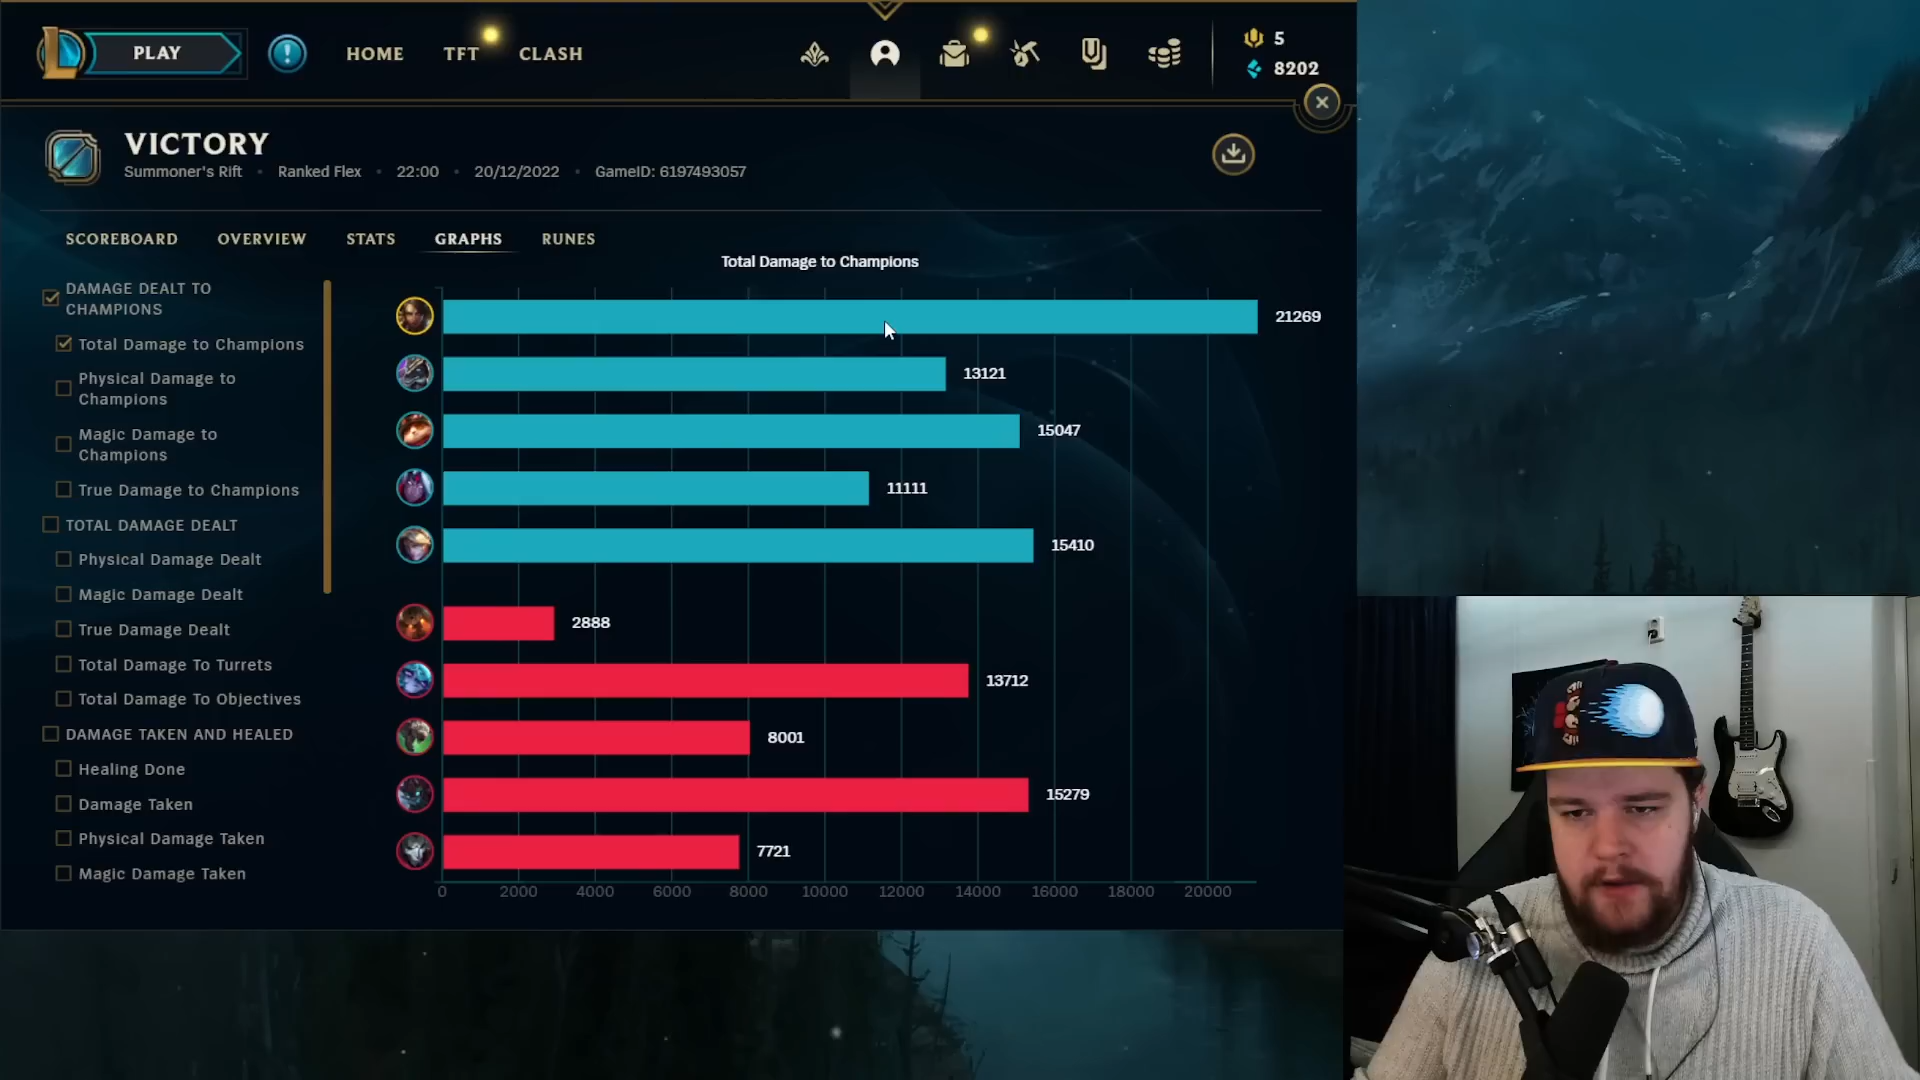 PLAY
HOME
TFT
CLASH
5
8202
VICTORY
Summoner's Rift • Ranked Flex • 22:00 • 20/12/2022 • GameID: 6197493057
SCOREBOARD
OVERVIEW
STATS
GRAPHS
RUNES
Total Damage to Champions
DAMAGE DEALT TO
CHAMPIONS
Total Damage to Champions
Physical Damage to
Champions
Magic Damage to
Champions
True Damage to Champions
TOTAL DAMAGE DEALT
Physical Damage Dealt
Magic Damage Dealt
True Damage Dealt
Total Damage To Turrets
Total Damage To Objectives
DAMAGE TAKEN AND HEALED
Healing Done
Damage Taken
Physical Damage Taken
Magic Damage Taken
21269
13121
15047
11111
15410
2888
13712
8001
15279
7721
0 2000 4000 6000 8000 10000 12000 14000 16000 18000 20000